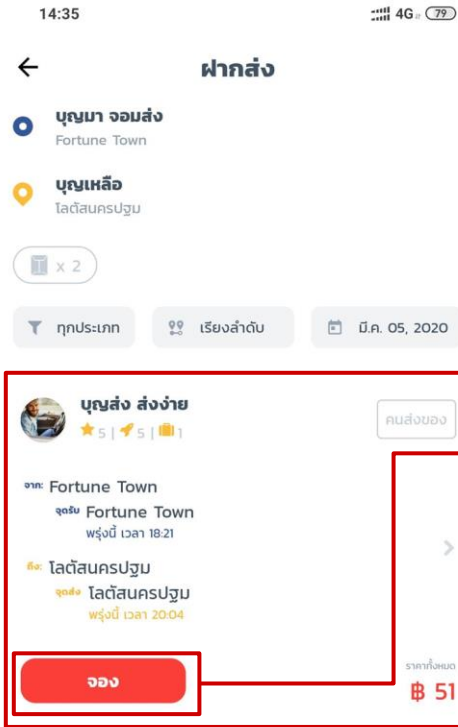 14:35 4G 79
ฝากส่ง
บุญมา จอมส่ง
Fortune Town
บุญเหลือ
โลตัสนครปฐม
x 2
ทุกประเภท เรียงลำดับ มี.ค. 05, 2020
บุญส่ง ส่งง่าย
5 | 5 | 1
คนส่งของ
จาก: Fortune Town
จุดรับ Fortune Town
พรุ่งนี้ เวลา 18:21
ถึง: โลตัสนครปฐม
จุดส่ง โลตัสนครปฐม
พรุ่งนี้ เวลา 20:04
จอง
ราคาทั้งหมด
฿ 51